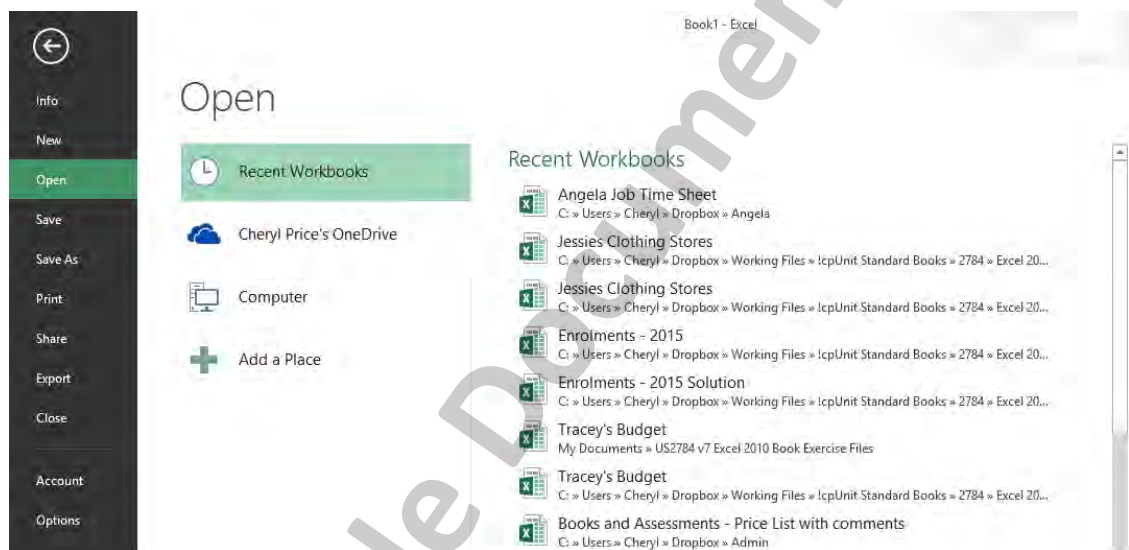 Book1 - Excel
Info
New
Open
Save
Save As
Print
Share
Export
Close
Account
Options
Open
Recent Workbooks
Cheryl Price's OneDrive
Computer
Add a Place
Recent Workbooks
Angela Job Time Sheet
C: » Users » Cheryl » Dropbox » Angela
Jessies Clothing Stores
C: » Users » Cheryl » Dropbox » Working Files » !cpUnit Standard Books » 2784 » Excel 20...
Jessies Clothing Stores
C: » Users » Cheryl » Dropbox » Working Files » !cpUnit Standard Books » 2784 » Excel 20...
Enrolments - 2015
C: » Users » Cheryl » Dropbox » Working Files » !cpUnit Standard Books » 2784 » Excel 20...
Enrolments - 2015 Solution
C: » Users » Cheryl » Dropbox » Working Files » !cpUnit Standard Books » 2784 » Excel 20...
Tracey's Budget
My Documents » US2784 v7 Excel 2010 Book Exercise Files
Tracey's Budget
C: » Users » Cheryl » Dropbox » Working Files » !cpUnit Standard Books » 2784 » Excel 20...
Books and Assessments - Price List with comments
C: » Users » Cheryl » Dropbox » Admin
le Documen